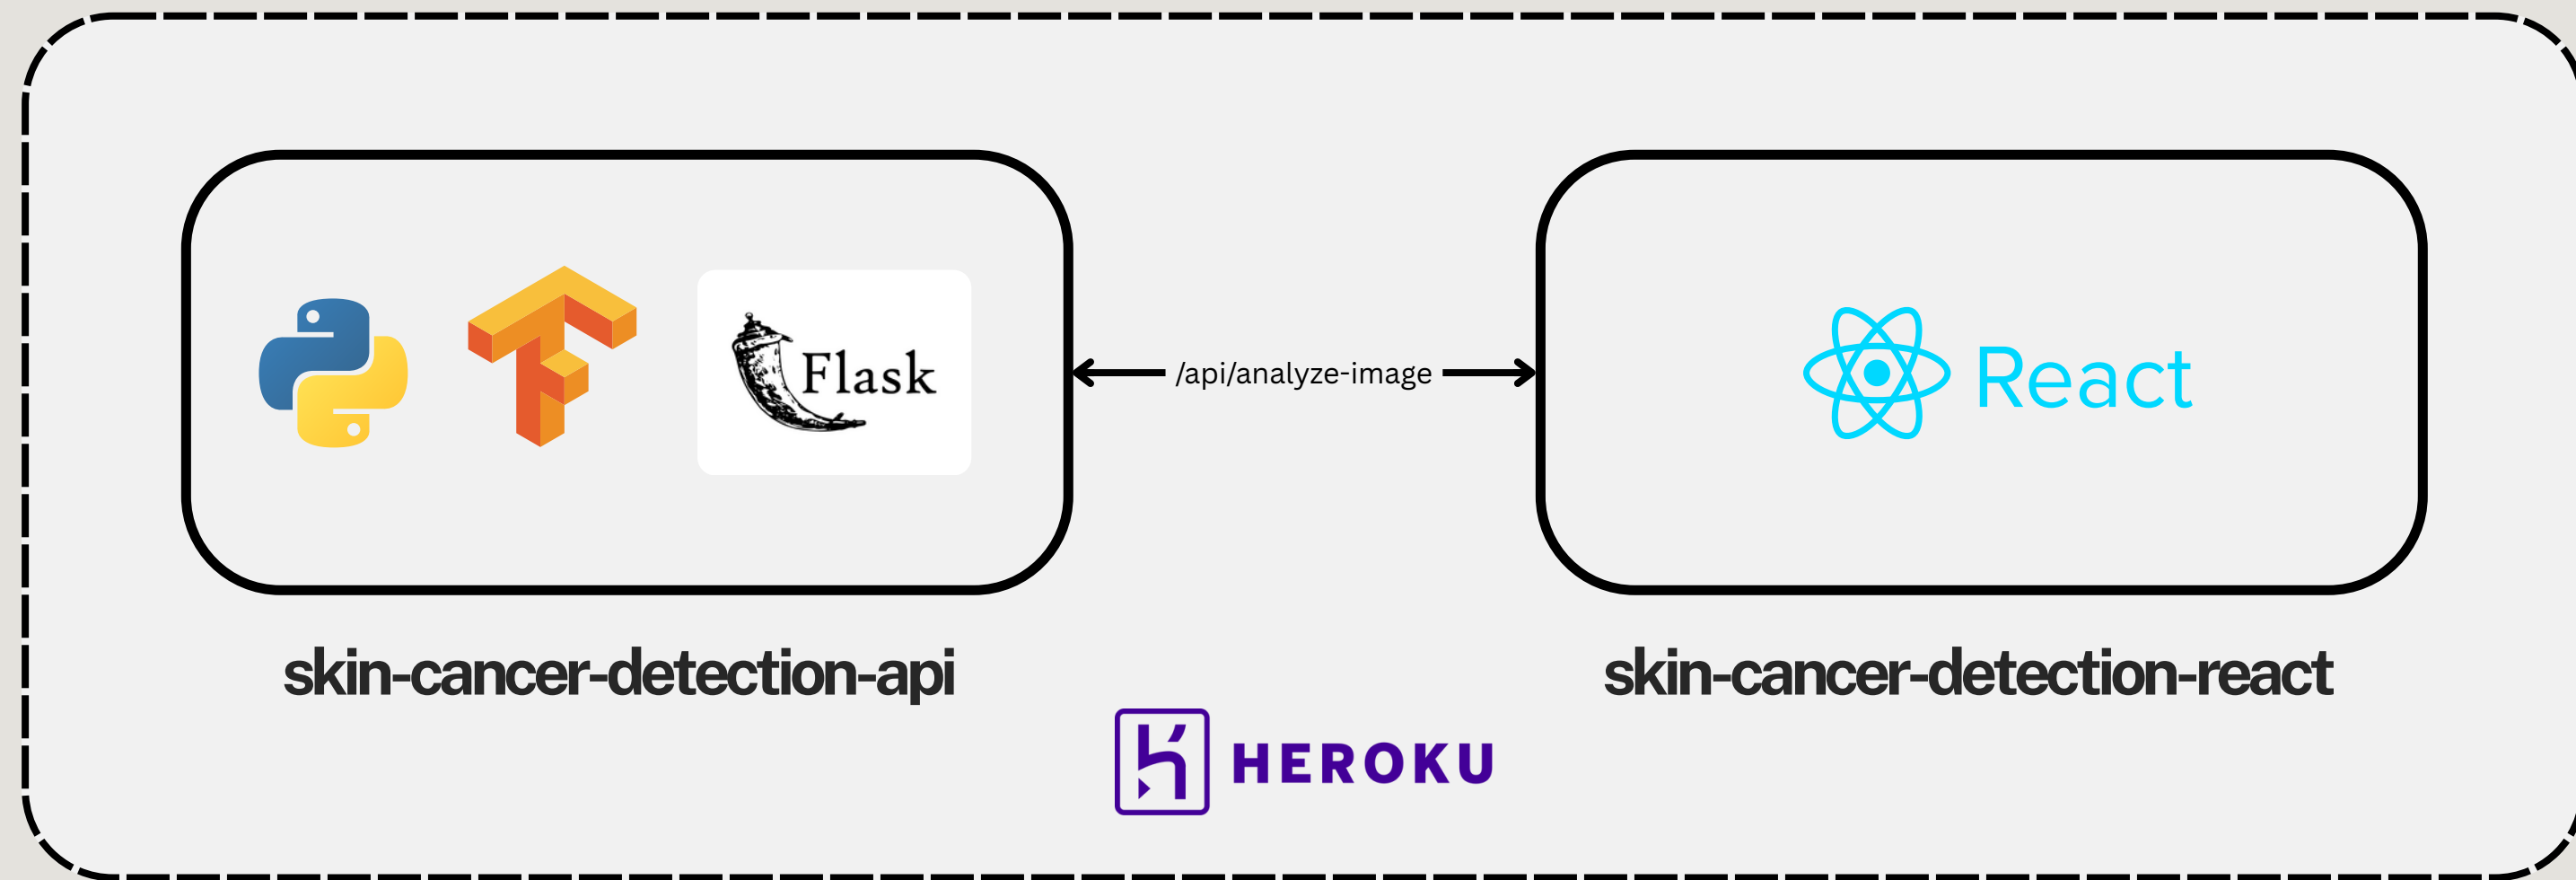 Flask
/api/analyze-image
React
skin-cancer-detection-api
skin-cancer-detection-react
HEROKU